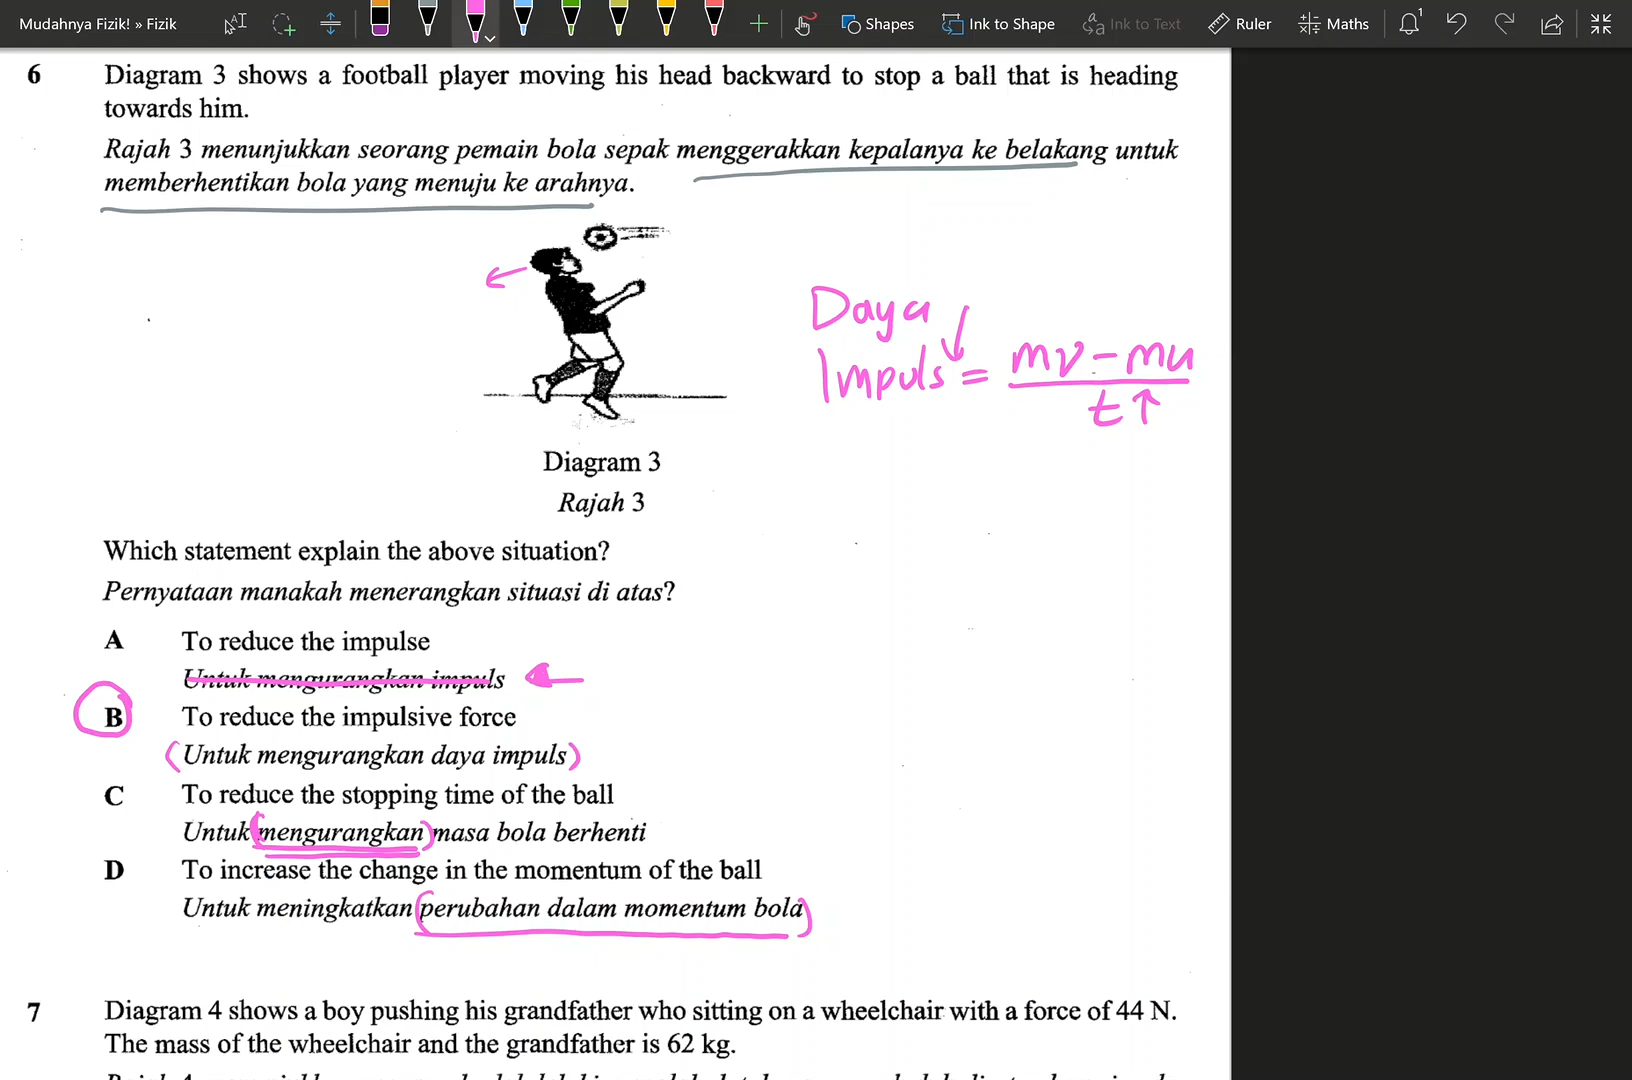 Mudahnya Fizik! » Fizik
Shapes
Ink to Shape
Ink to Text
Ruler
Maths
1
6 Diagram 3 shows a football player moving his head backward to stop a ball that is heading
towards him.
Rajah 3 menunjukkan seorang pemain bola sepak menggerakkan kepalanya ke belakang untuk
memberhentikan bola yang menuju ke arahnya.
Daya
Impuls ↓ = mv - mu / t ↑
Diagram 3
Rajah 3
Which statement explain the above situation?
Pernyataan manakah menerangkan situasi di atas?
A To reduce the impulse
Untuk mengurangkan impuls
B To reduce the impulsive force
(Untuk mengurangkan daya impuls)
C To reduce the stopping time of the ball
Untuk (mengurangkan) masa bola berhenti
D To increase the change in the momentum of the ball
Untuk meningkatkan (perubahan dalam momentum bola)
7 Diagram 4 shows a boy pushing his grandfather who sitting on a wheelchair with a force of 44 N.
The mass of the wheelchair and the grandfather is 62 kg.